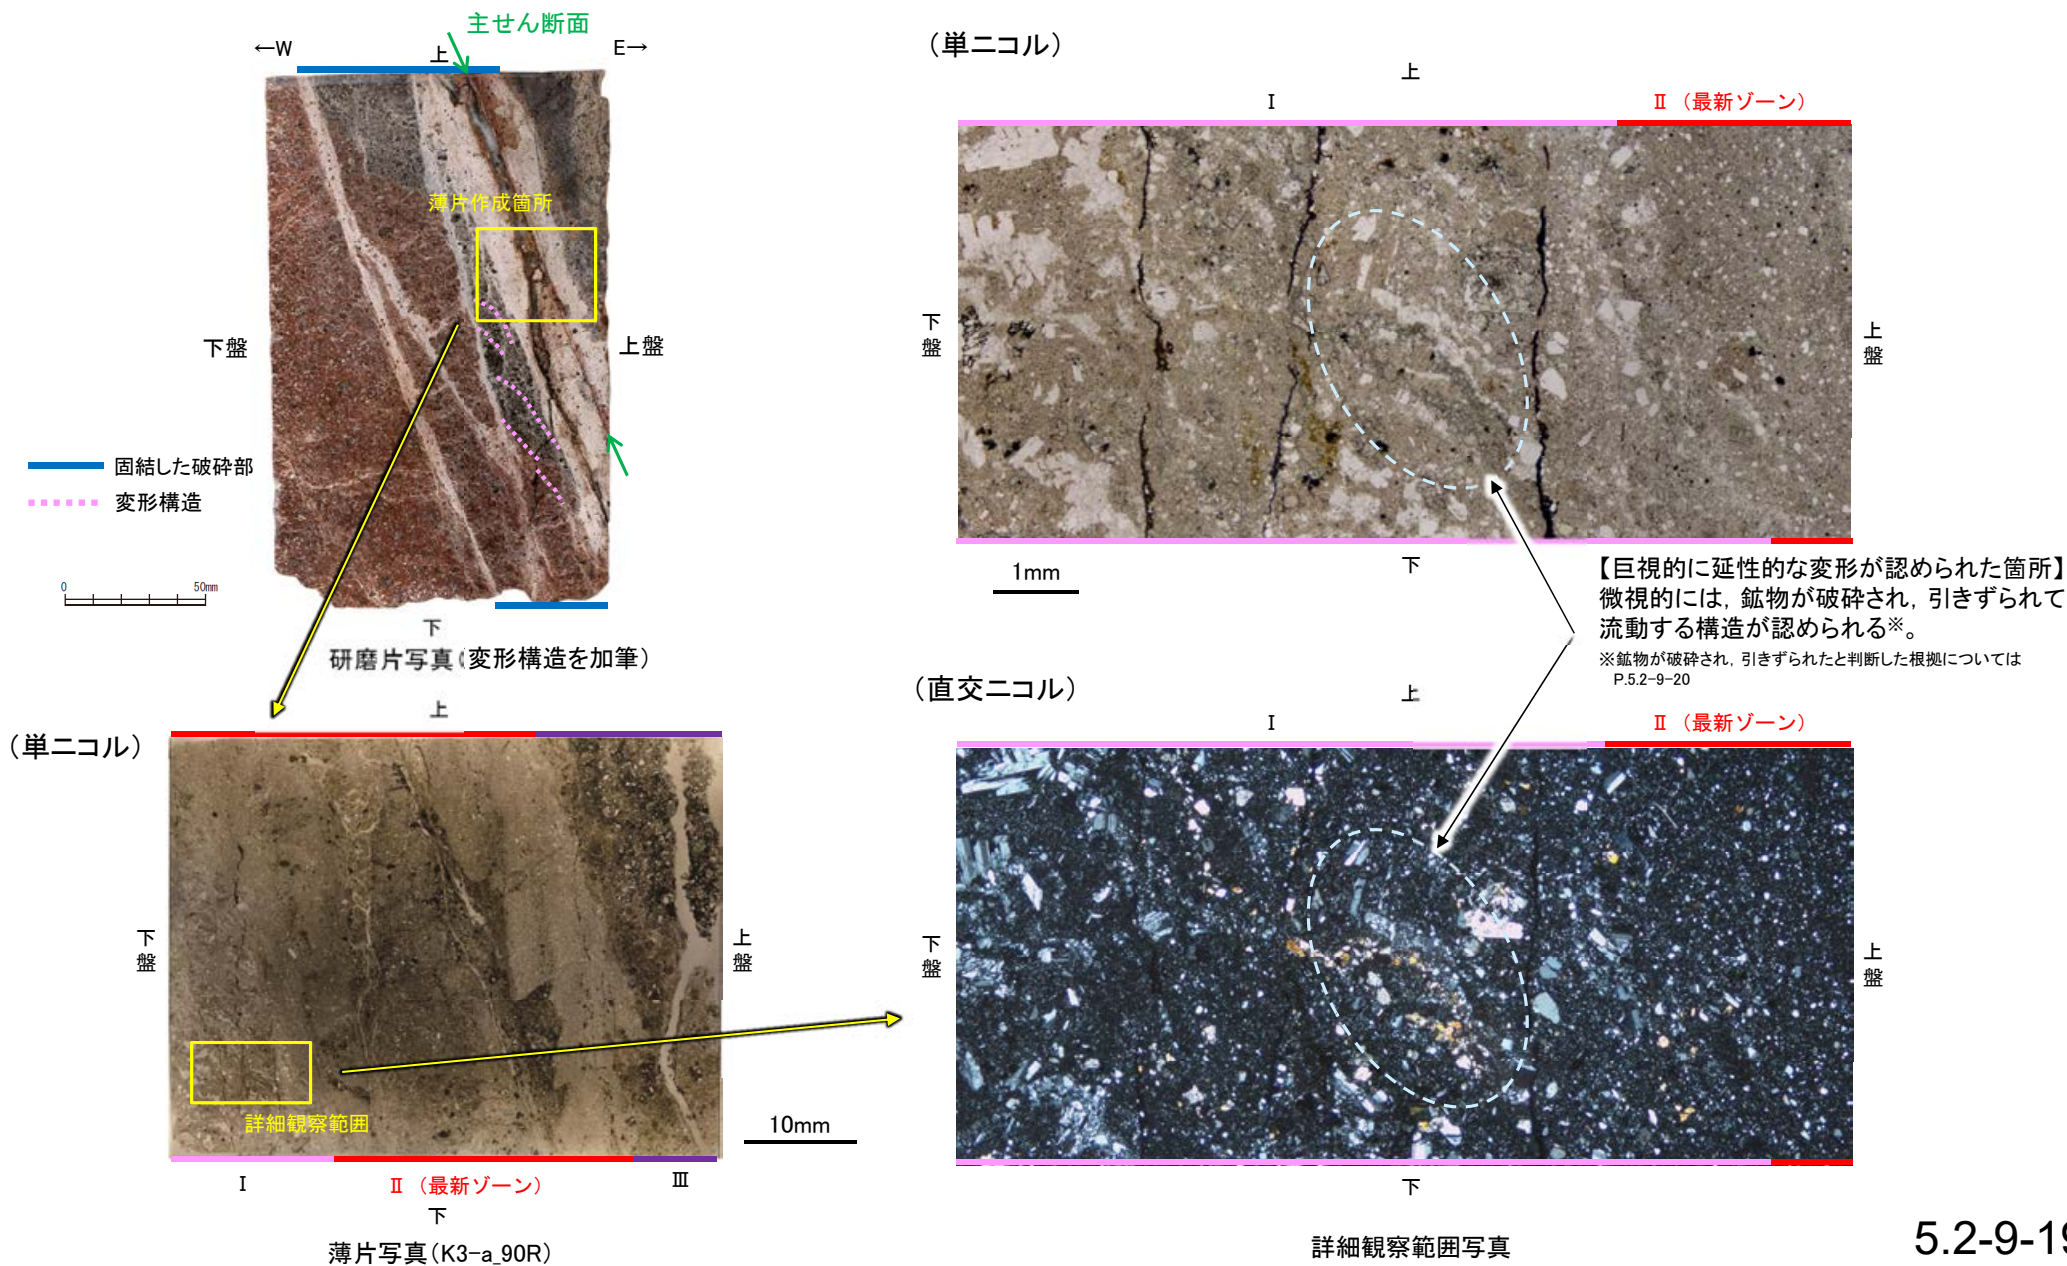 主せん断面
←W
上
E→
薄片作成箇所
下盤
上盤
固結した破砕部
変形構造
0
50mm
下
研磨片写真(変形構造を加筆)
(単ニコル)
上
下盤
上盤
詳細観察範囲
10mm
Ⅰ
Ⅱ (最新ゾーン)
Ⅲ
下
薄片写真(K3-a_90R)
(単ニコル)
上
Ⅰ
Ⅱ (最新ゾーン)
下盤
上盤
下
1mm
【巨視的に延性的な変形が認められた箇所】
微視的には, 鉱物が破砕され, 引きずられて
流動する構造が認められる※。
※鉱物が破砕され, 引きずられたと判断した根拠については
P.5.2-9-20
(直交ニコル)
上
Ⅰ
Ⅱ (最新ゾーン)
下盤
上盤
下
詳細観察範囲写真
5.2-9-19